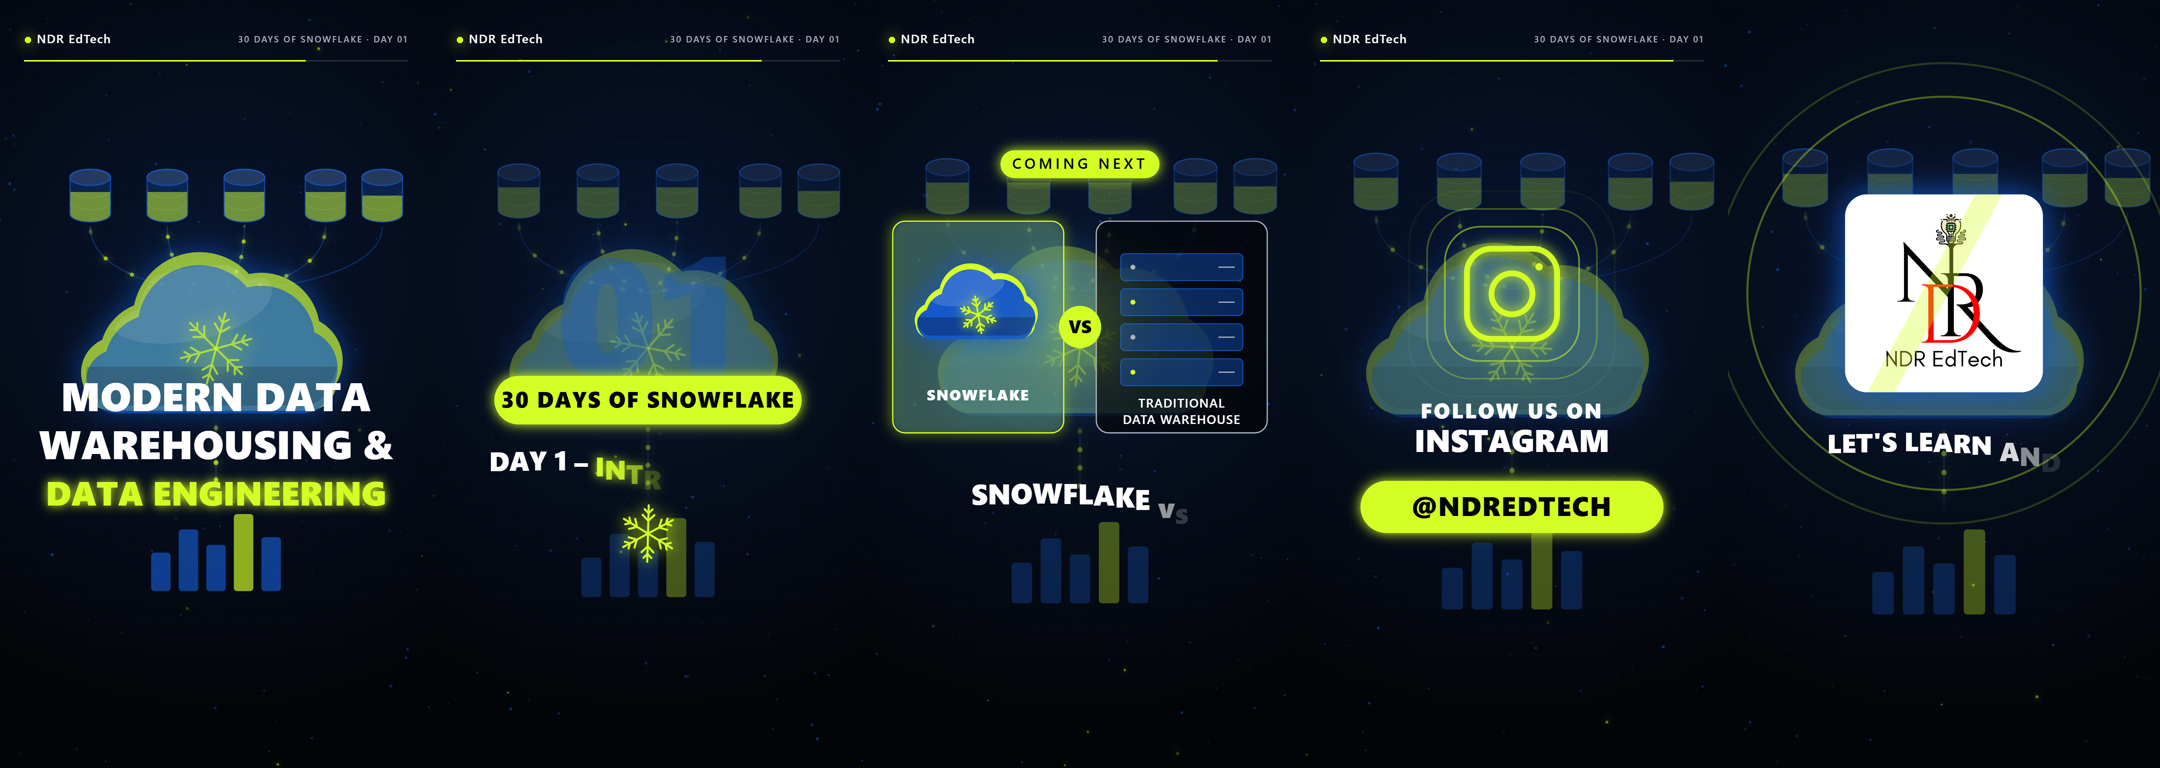 NDR EdTech
30 DAYS OF SNOWFLAKE · DAY 01
MODERN DATA
WAREHOUSING &
DATA ENGINEERING
NDR EdTech
30 DAYS OF SNOWFLAKE · DAY 01
01
30 DAYS OF SNOWFLAKE
DAY 1 – INTR
NDR EdTech
30 DAYS OF SNOWFLAKE · DAY 01
COMING NEXT
SNOWFLAKE
VS
TRADITIONAL
DATA WAREHOUSE
SNOWFLAKE VS
NDR EdTech
30 DAYS OF SNOWFLAKE · DAY 01
FOLLOW US ON
INSTAGRAM
@NDREDTECH
NDR
NDR EdTech
LET'S LEARN AND